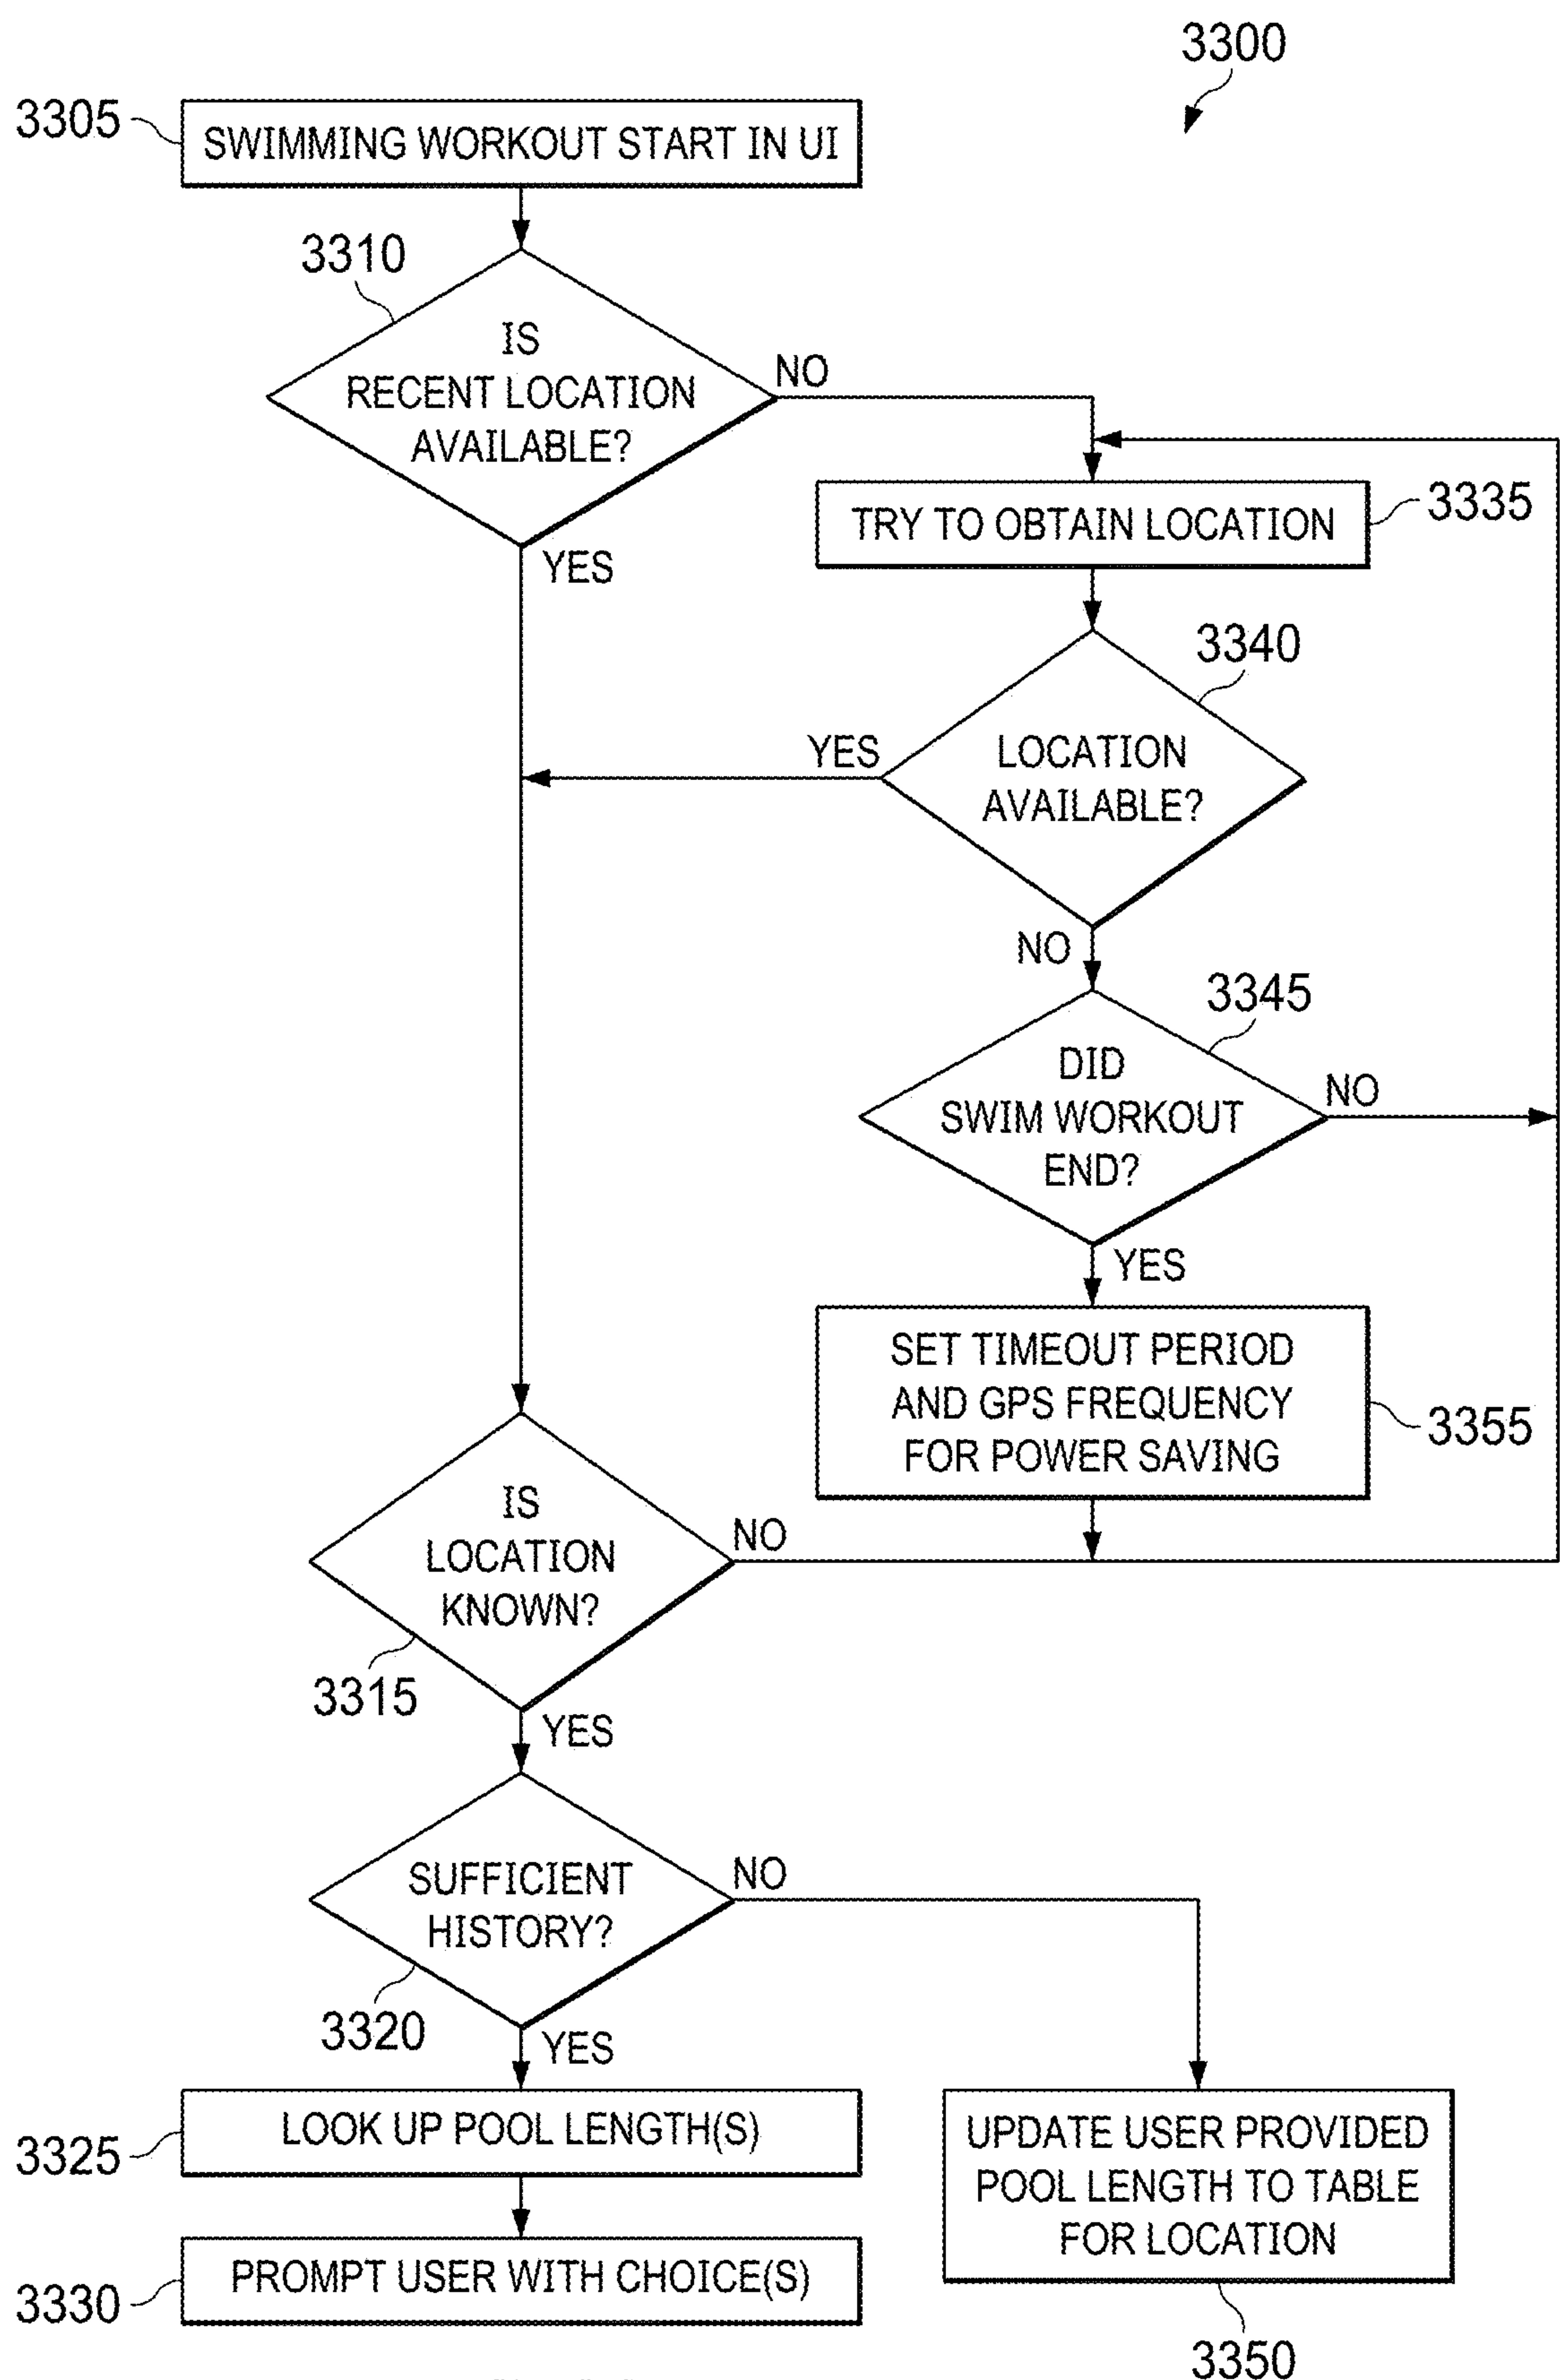 3300
3305
SWIMMING WORKOUT START IN UI
3310
IS
RECENT LOCATION
AVAILABLE?
NO
YES
TRY TO OBTAIN LOCATION
3335
3340
LOCATION
AVAILABLE?
YES
NO
3345
DID
SWIM WORKOUT
END?
NO
YES
SET TIMEOUT PERIOD
AND GPS FREQUENCY
FOR POWER SAVING
3355
IS
LOCATION
KNOWN?
NO
3315
YES
SUFFICIENT
HISTORY?
NO
3320
YES
3325
LOOK UP POOL LENGTH(S)
3330
PROMPT USER WITH CHOICE(S)
UPDATE USER PROVIDED
POOL LENGTH TO TABLE
FOR LOCATION
3350